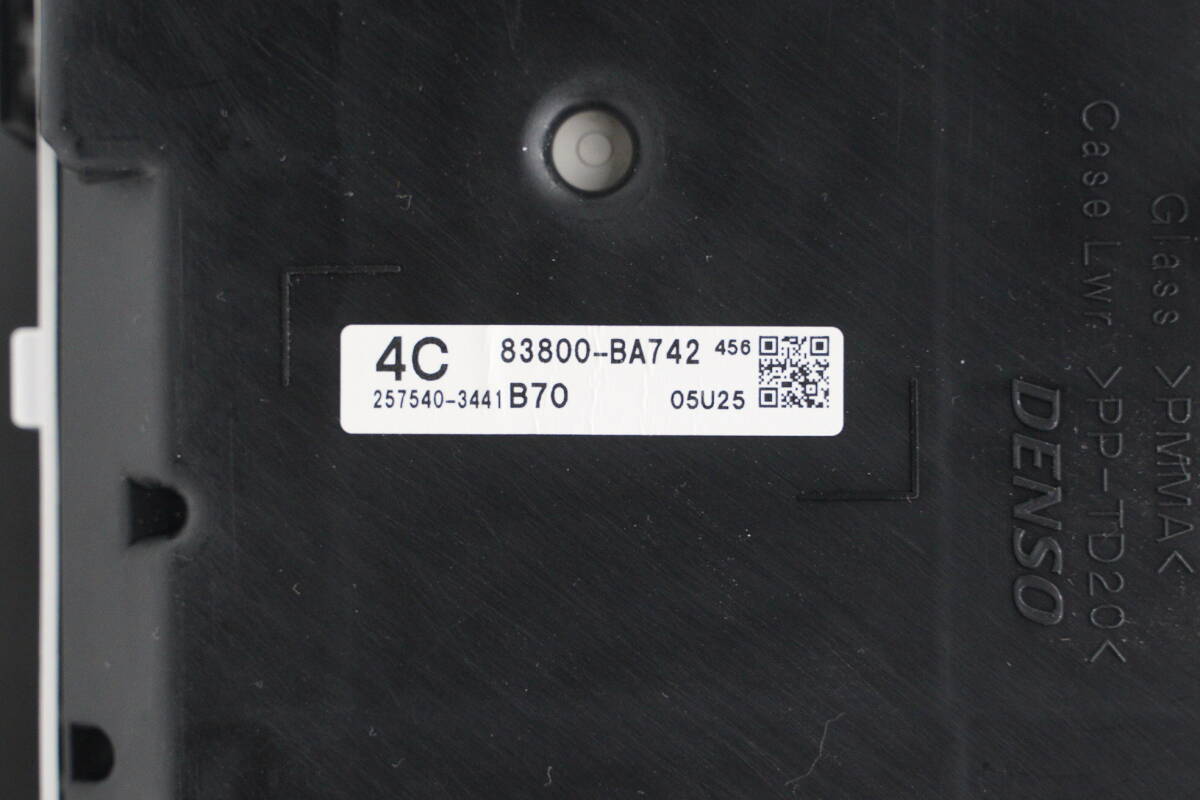 4C 83800-BA742 456
257540-3441 B70 05U25
Glass >PMMA<
Case Lwr >PP-TD20<
DENSO